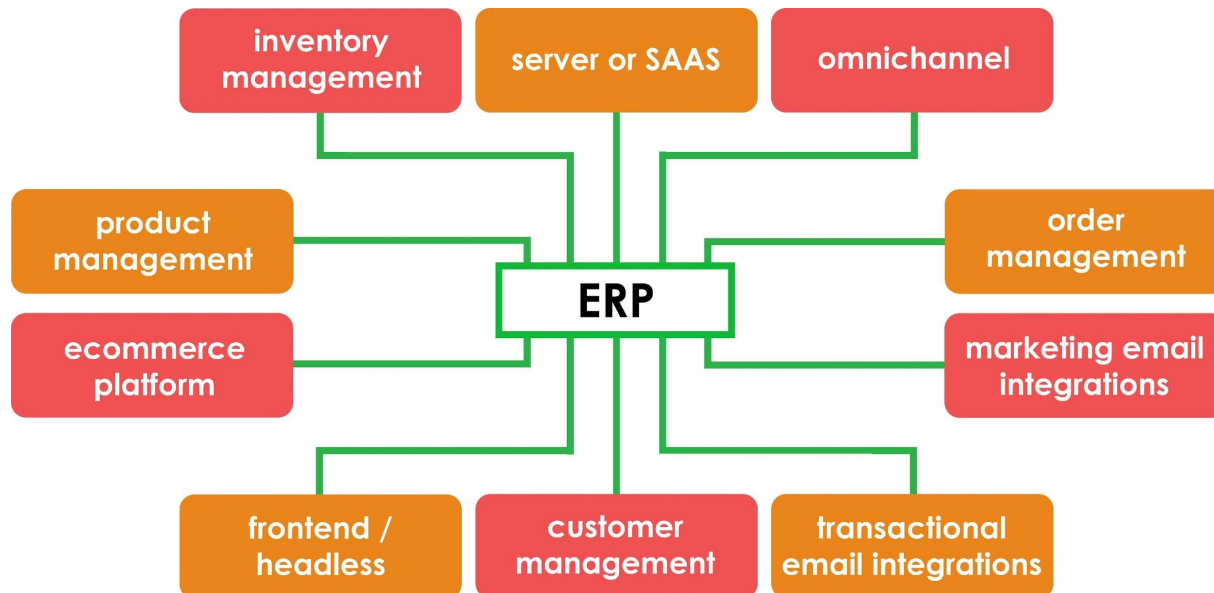 inventory
management
server or SAAS
omnichannel
product
management
order
management
ERP
ecommerce
platform
marketing email
integrations
frontend /
headless
customer
management
transactional
email integrations